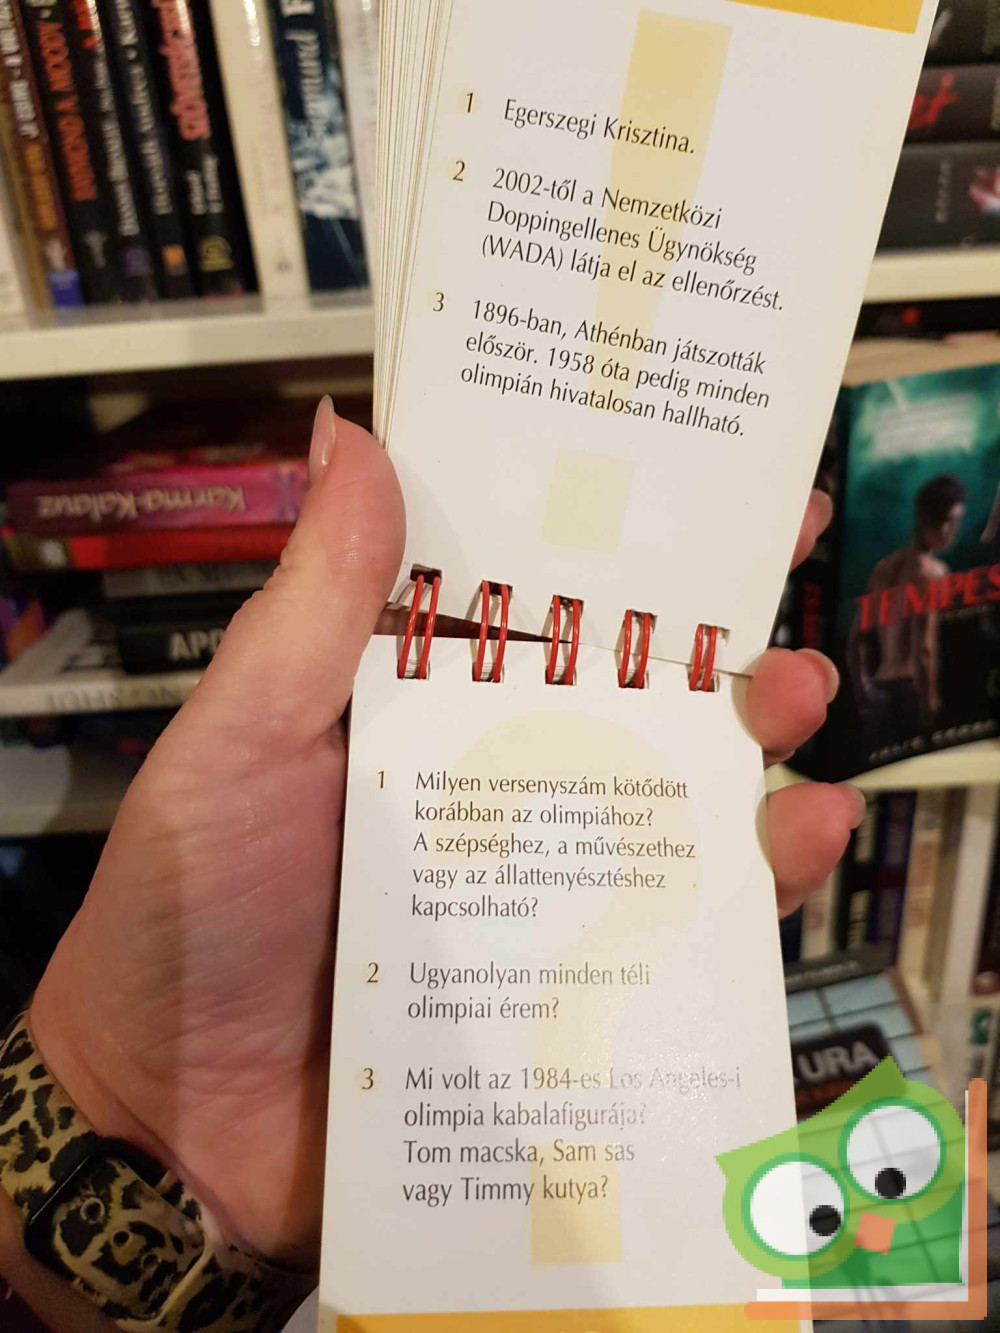 1 Egerszegi Krisztina.
2 2002-től a Nemzetközi
Doppingellenes Ügynökség
(WADA) látja el az ellenőrzést.
3 1896-ban, Athénban játszották
először. 1958 óta pedig minden
olimpián hivatalosan hallható.
1 Milyen versenyszám kötődött
korábban az olimpiához?
A szépséghez, a művészethez
vagy az állattenyésztéshez
kapcsolható?
2 Ugyanolyan minden téli
olimpiai érem?
3 Mi volt az 1984-es Los Angeles-i
olimpia kabalafigurája?
Tom macska, Sam sas
vagy Timmy kutya?
Karma-kalauz
TEMPES
URA